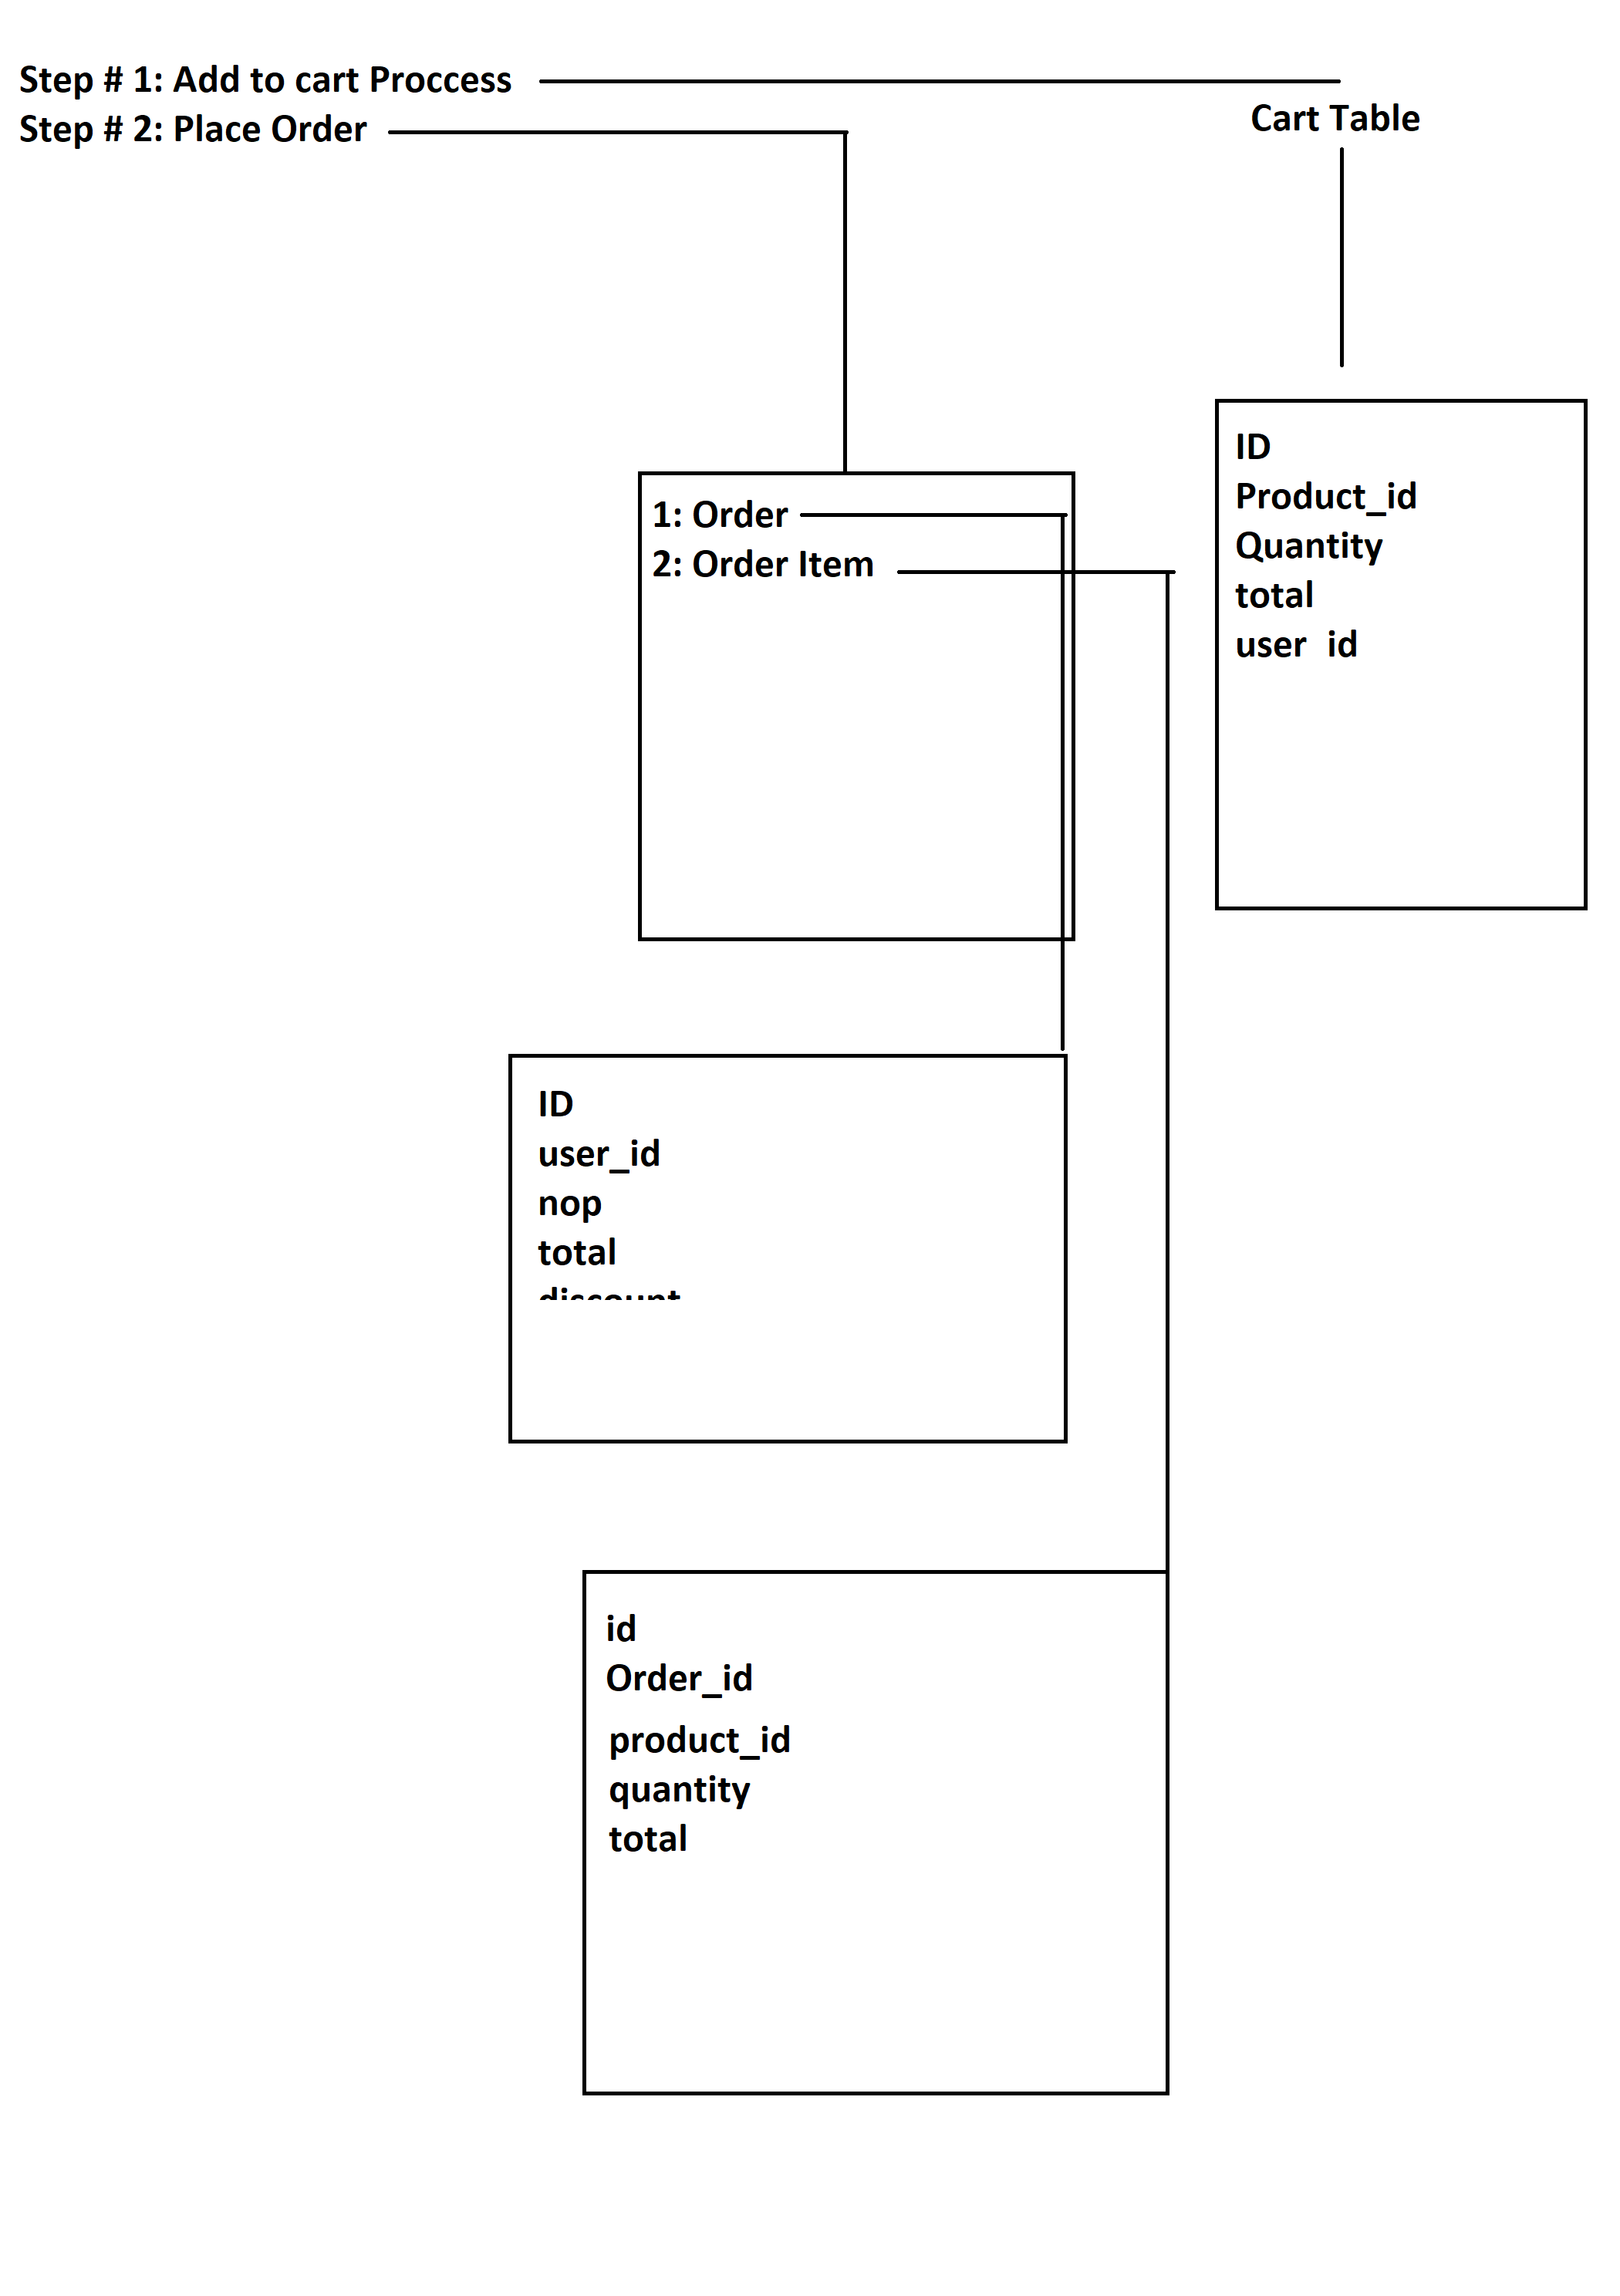 Step # 1: Add to cart Proccess
Step # 2: Place Order
Cart Table
ID
Product_id
Quantity
total
user id
1: Order
2: Order Item
ID
user_id
nop
total
discount
id
Order_id
product_id
quantity
total